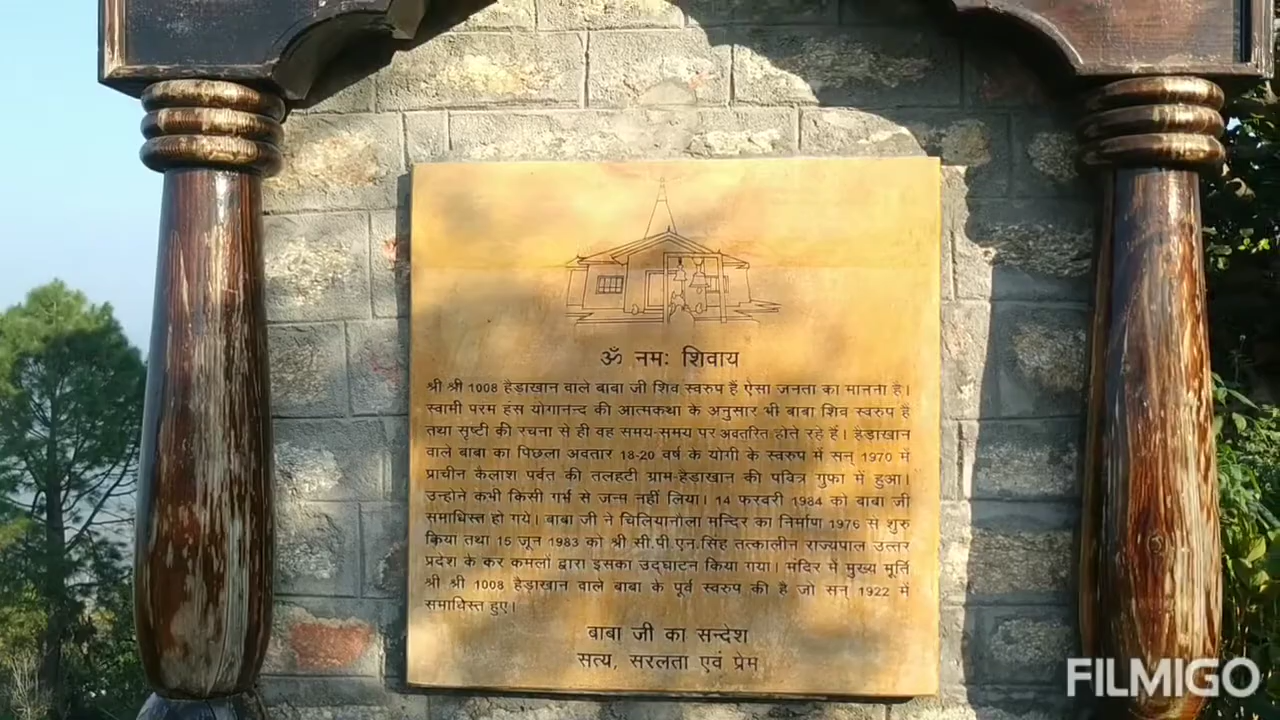 ॐ नमः शिवाय
श्री श्री 1008 हेड़ाखान वाले बाबा जी शिव स्वरुप हैं ऐसा जनता का मानना है।
स्वामी परम हंस योगानन्द की आत्मकथा के अनुसार भी बाबा शिव स्वरुप हैं
तथा सृष्टी की रचना से ही वह समय-समय पर अवतरित होते रहे हैं। हेड़ाखान
वाले बाबा का पिछला अवतार 18-20 वर्ष के योगी के स्वरुप में सन् 1970 में
प्राचीन कैलाश पर्वत की तलहटी ग्राम-हेड़ाखान की पवित्र गुफा में हुआ।
उन्होने कभी किसी गर्भ से जन्म नहीं लिया। 14 फरवरी 1984 को बाबा जी
समाधिस्त हो गये। बाबा जी ने चिलियानोला मन्दिर का निर्माण 1976 से शुरु
किया तथा 15 जून 1983 को श्री सी.पी.एन.सिंह तत्कालीन राज्यपाल उत्तर
प्रदेश के कर कमलों द्वारा इसका उद्घाटन किया गया। मंदिर में मुख्य मूर्ति
श्री श्री 1008 हेड़ाखान वाले बाबा के पूर्व स्वरुप की है जो सन् 1922 में
समाधिस्त हुए।
बाबा जी का सन्देश
सत्य, सरलता एवं प्रेम
FILMIGO